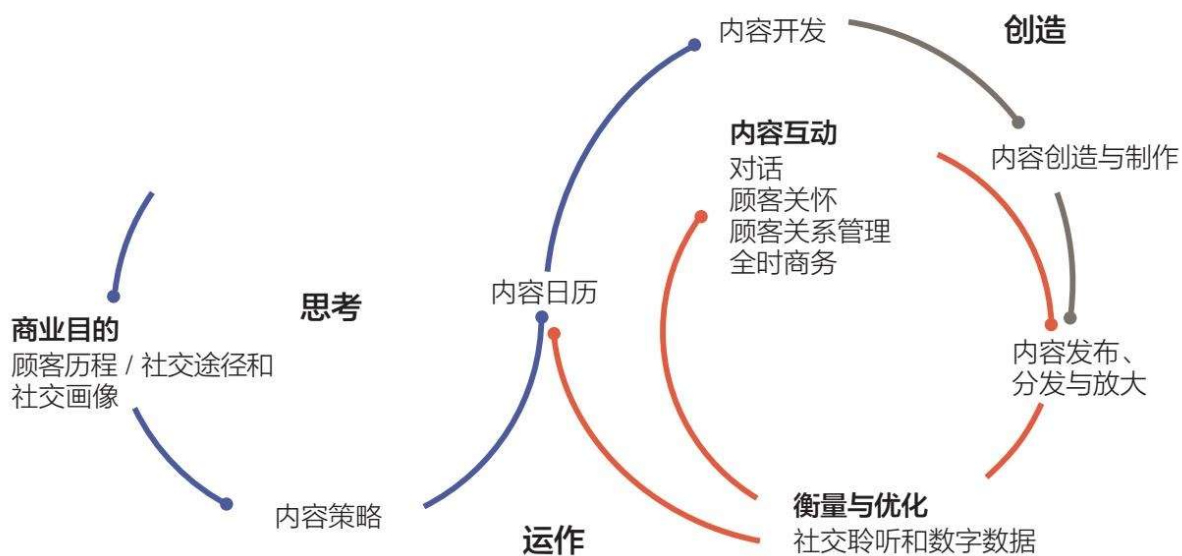 内容开发
创造
内容互动
对话
顾客关怀
顾客关系管理
全时商务
内容创造与制作
思考
内容日历
商业目的
顾客历程 / 社交途径和
社交画像
内容发布、
分发与放大
内容策略
运作
衡量与优化
社交聆听和数字数据